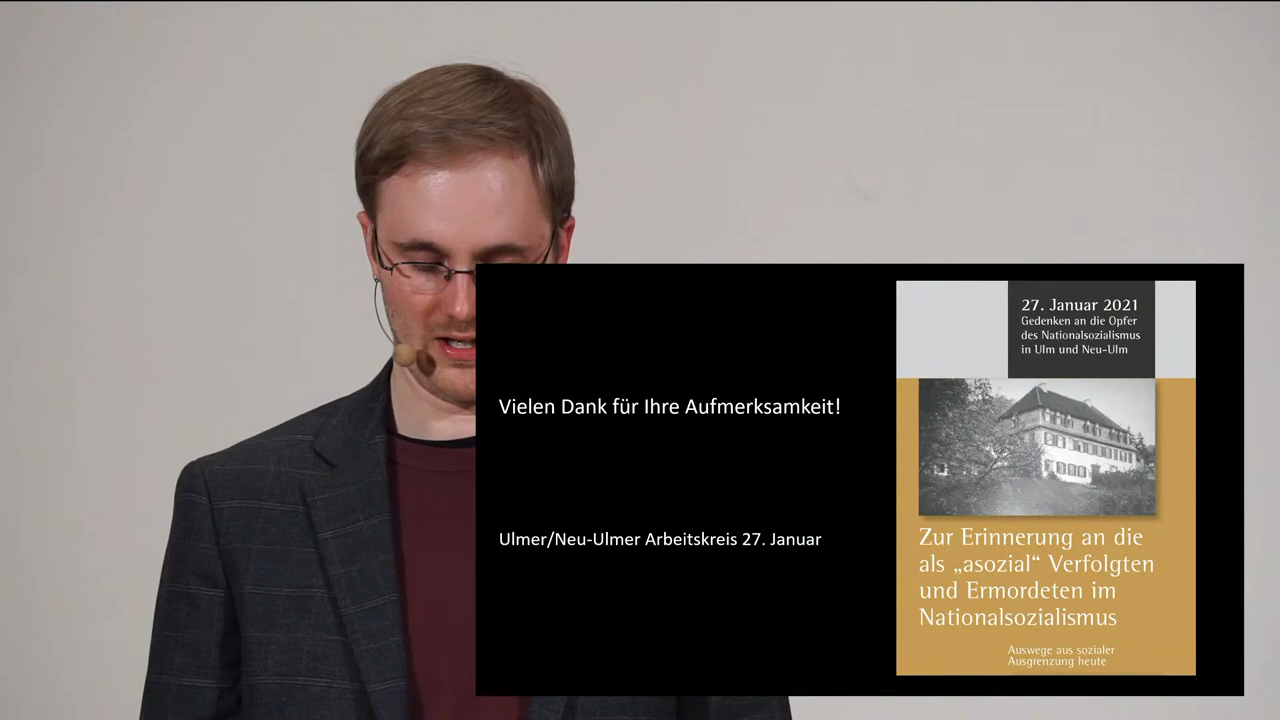 Vielen Dank für Ihre Aufmerksamkeit!
Ulmer/Neu-Ulmer Arbeitskreis 27. Januar
27. Januar 2021
Gedenken an die Opfer
des Nationalsozialismus
in Ulm und Neu-Ulm
Zur Erinnerung an die
als „asozial“ Verfolgten
und Ermordeten im
Nationalsozialismus
Auswege aus sozialer
Ausgrenzung heute